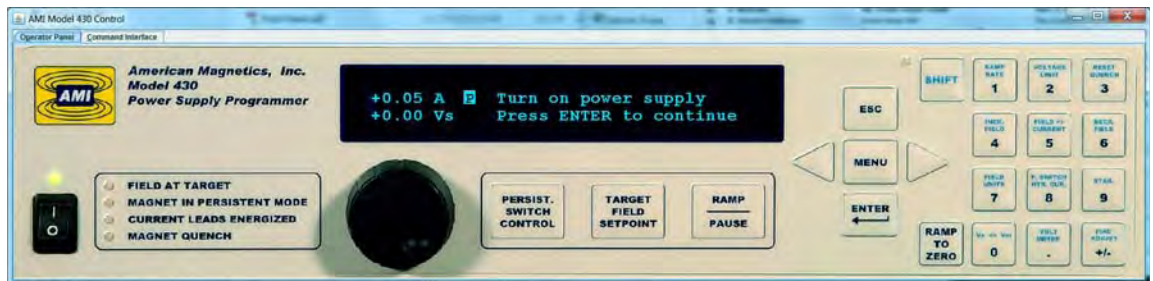 AMI Model 430 Control
Operator Panel
Command Interface
American Magnetics, Inc.
Model 430
Power Supply Programmer
AMI
+0.05 A P Turn on power supply
+0.00 Vs Press ENTER to continue
FIELD AT TARGET
MAGNET IN PERSISTENT MODE
CURRENT LEADS ENERGIZED
MAGNET QUENCH
I
O
PERSIST.
SWITCH
CONTROL
TARGET
FIELD
SETPOINT
RAMP
PAUSE
ESC
MENU
ENTER
SHIFT
RAMP
RATE
1
VOLTAGE
LIMIT
2
RESET
QUENCH
3
4
FIELD <>
CURRENT
5
FIELD
6
FIELD
UNITS
7
P. SWITCH
HTR. CUR.
8
9
RAMP
TO
ZERO
0
VOLT
METER
.
FINE
ADJUST
+/-